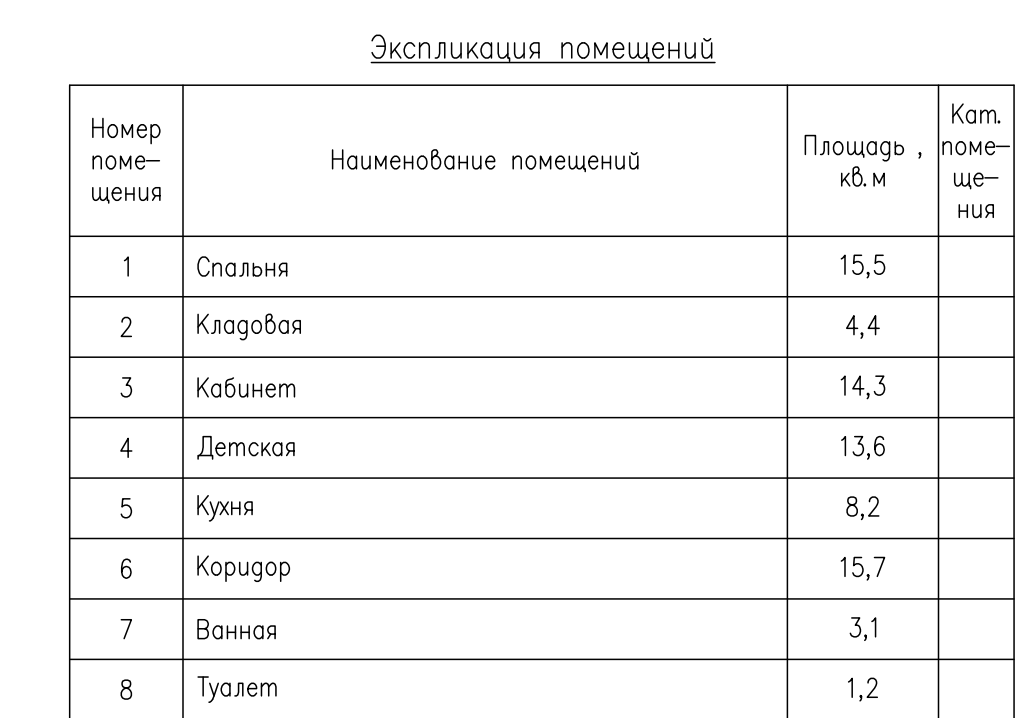 Экспликация помещений
Номер поме– щения | Наименование помещений | Площадь , кв.м | Кат. поме– ще– ния
1 Спальня 15,5
2 Кладовая 4,4
3 Кабинет 14,3
4 Детская 13,6
5 Кухня 8,2
6 Коридор 15,7
7 Ванная 3,1
8 Туалет 1,2